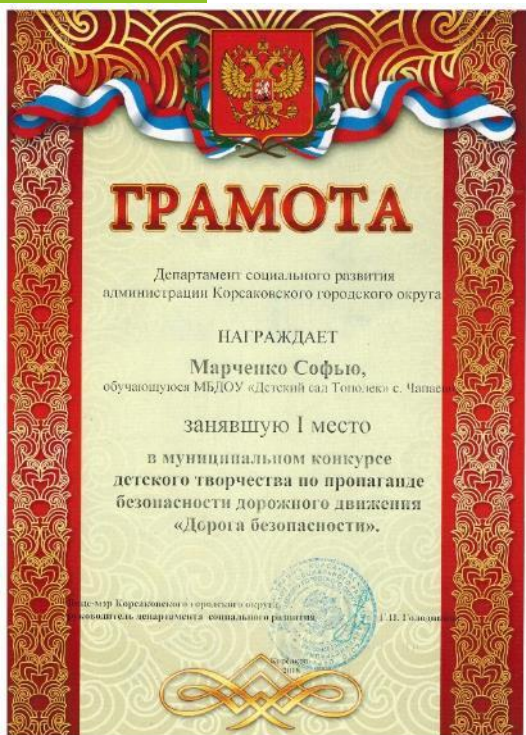 ГРАМОТА
Департамент социального развития
администрации Корсаковского городского округа
НАГРАЖДАЕТ
Марченко Софью,
обучающуюся МБДОУ «Детский сад Тополек» с.
занявшую I место
в муниципальном конкурсе
детского творчества по пропаганде
безопасности дорожного движения
«Дорога безопасности».
Вице-мэр Корсаковского городского округа,
руководитель департамента социального развития
Корсаков